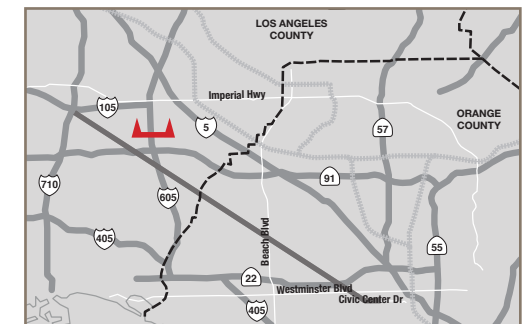 LOS ANGELES
COUNTY
Imperial Hwy
105
5
57
ORANGE
COUNTY
710
605
91
405
Beach Blvd
55
22
Westminster Blvd
Civic Center Dr
405